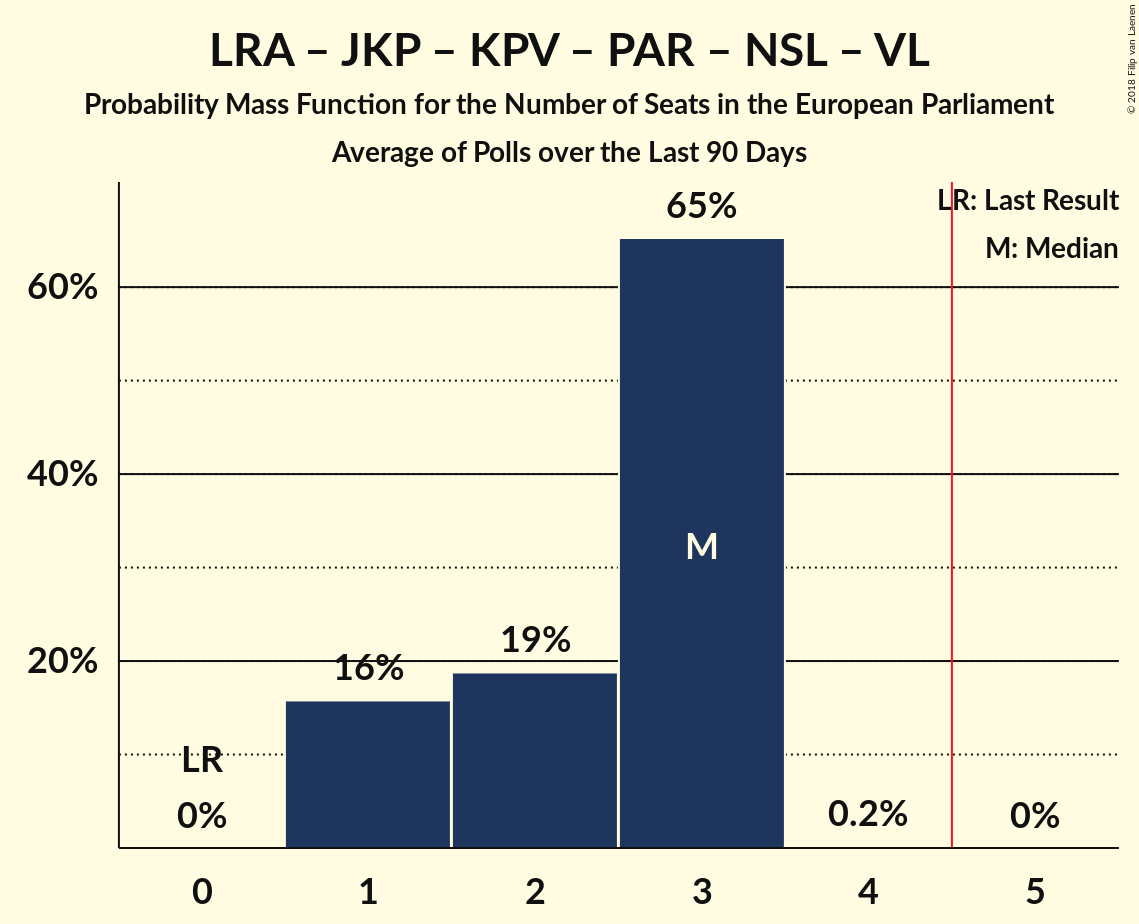 LRA – JKP – KPV – PAR – NSL – VL
Probability Mass Function for the Number of Seats in the European Parliament
Average of Polls over the Last 90 Days
© 2018 Filip van Laenen
LR: Last Result
M: Median
65%
60%
40%
M
19%
20%
16%
LR
0%
0.2%
0%
0 1 2 3 4 5